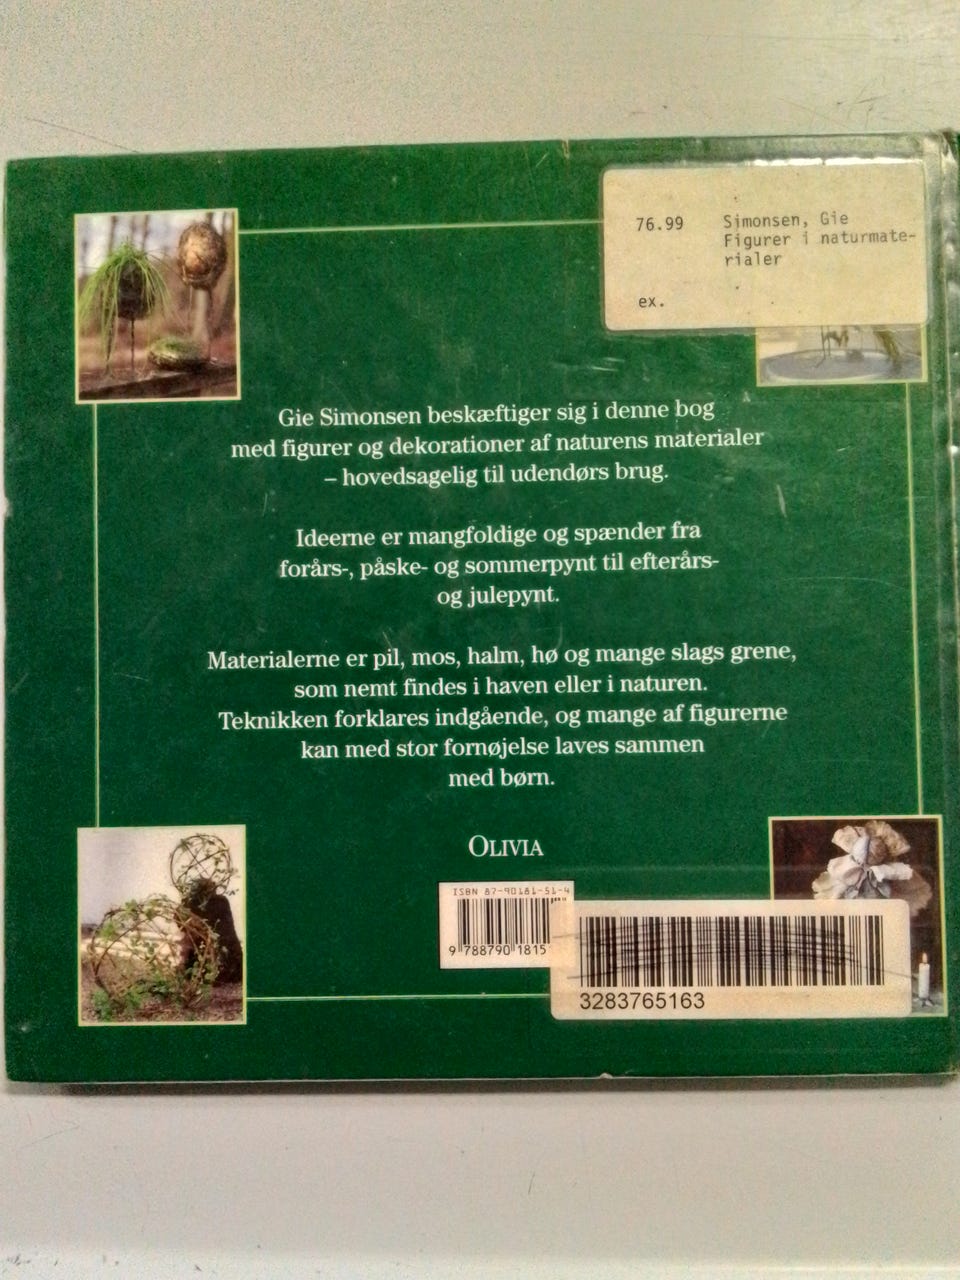 76.99 Simonsen, Gie
Figurer i naturmate-
rialer
ex.
Gie Simonsen beskæftiger sig i denne bog
med figurer og dekorationer af naturens materialer
– hovedsagelig til udendørs brug.
Ideerne er mangfoldige og spænder fra
forårs-, påske- og sommerpynt til efterårs-
og julepynt.
Materialerne er pil, mos, halm, hø og mange slags grene,
som nemt findes i haven eller i naturen.
Teknikken forklares indgående, og mange af figurerne
kan med stor fornøjelse laves sammen
med børn.
OLIVIA
ISBN 87-90181-51-4
9 788790 1815
3283765163